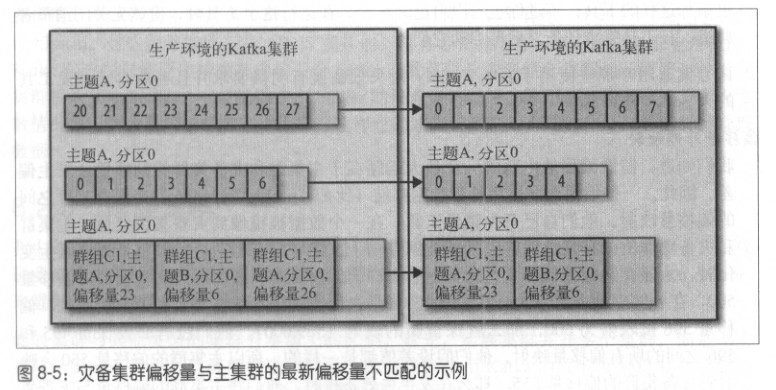 生产环境的Kafka集群
主题A, 分区0
20 21 22 23 24 25 26 27
主题A, 分区0
0 1 2 3 4 5 6
主题A, 分区0
群组C1,主
题A,分区0,
偏移量23
群组C1,主
题B,分区0,
偏移量6
群组C1,主
题A,分区0,
偏移量26
生产环境的Kafka集群
主题A, 分区0
0 1 2 3 4 5 6 7
主题A, 分区0
0 1 2 3 4
主题A, 分区0
群组C1,主
题A,分区0,
偏移量23
群组C1,主
题B,分区0,
偏移量6
图 8-5：灾备集群偏移量与主集群的最新偏移量不匹配的示例